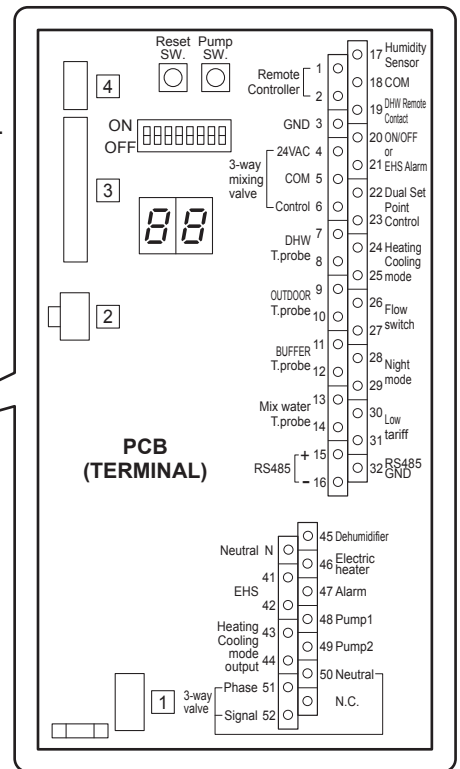 Reset Pump
SW. SW.
4
ON
OFF
3
88
2
PCB
(TERMINAL)
Remote
Controller
1
2
GND 3
24VAC 4
3-way
mixing
valve
COM 5
Control 6
DHW
T.probe
7
8
OUTDOOR
T.probe
9
10
BUFFER
T.probe
11
12
Mix water
T.probe
13
14
RS485
+ 15
- 16
17 Humidity
Sensor
18 COM
19 DHW Remote
Contact
20 ON/OFF
or
21 EHS Alarm
22 Dual Set
Point
23 Control
24 Heating
Cooling
25 mode
26 Flow
switch
27
28 Night
mode
29
30 Low
tariff
31
32 RS485
GND
Neutral N
EHS
41
42
Heating
Cooling
mode
output
43
44
3-way
valve
Phase 51
Signal 52
1
45 Dehumidifier
46 Electric
heater
47 Alarm
48 Pump1
49 Pump2
50 Neutral
N.C.